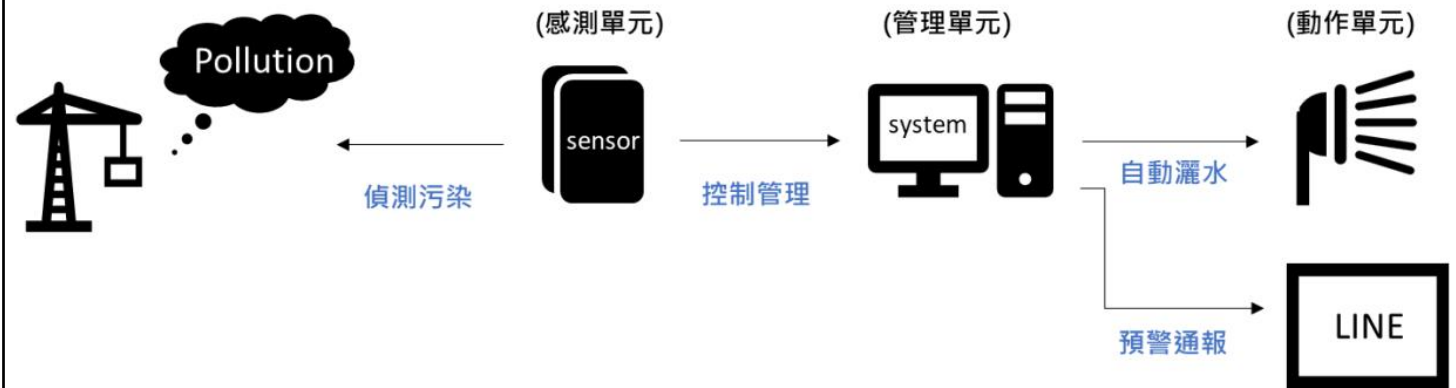 (感測單元)
(管理單元)
(動作單元)
Pollution
sensor
system
偵測污染
控制管理
自動灑水
預警通報
LINE